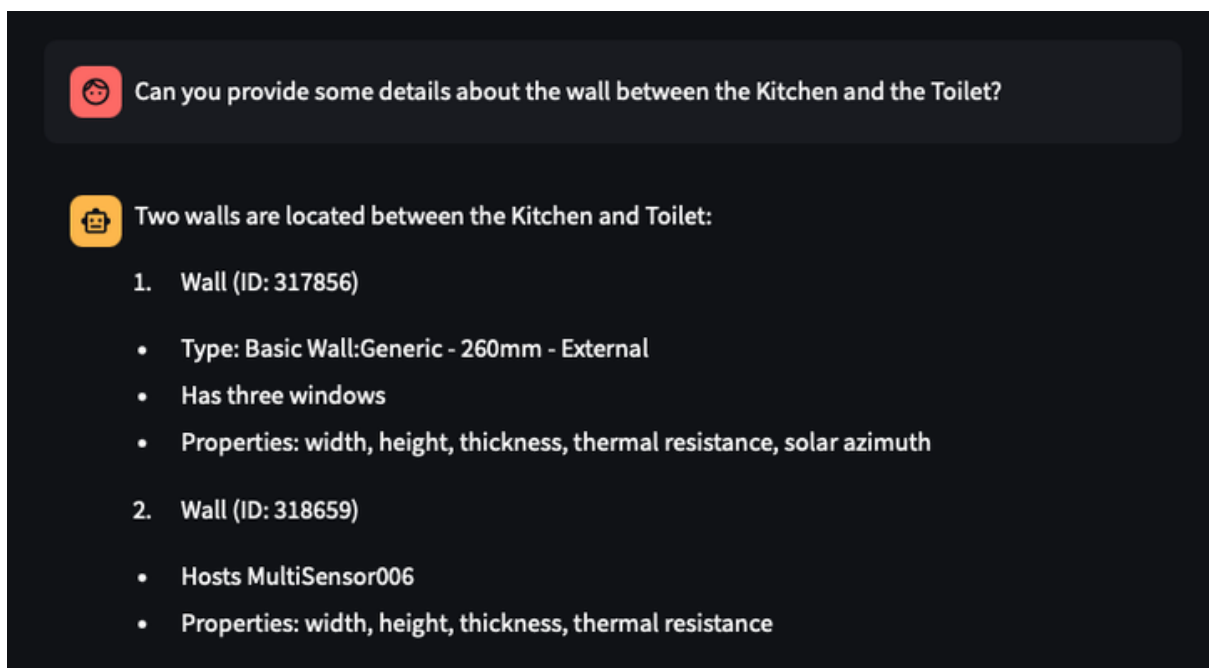 Can you provide some details about the wall between the Kitchen and the Toilet?
Two walls are located between the Kitchen and Toilet:
1. Wall (ID: 317856)
• Type: Basic Wall:Generic - 260mm - External
• Has three windows
• Properties: width, height, thickness, thermal resistance, solar azimuth
2. Wall (ID: 318659)
• Hosts MultiSensor006
• Properties: width, height, thickness, thermal resistance